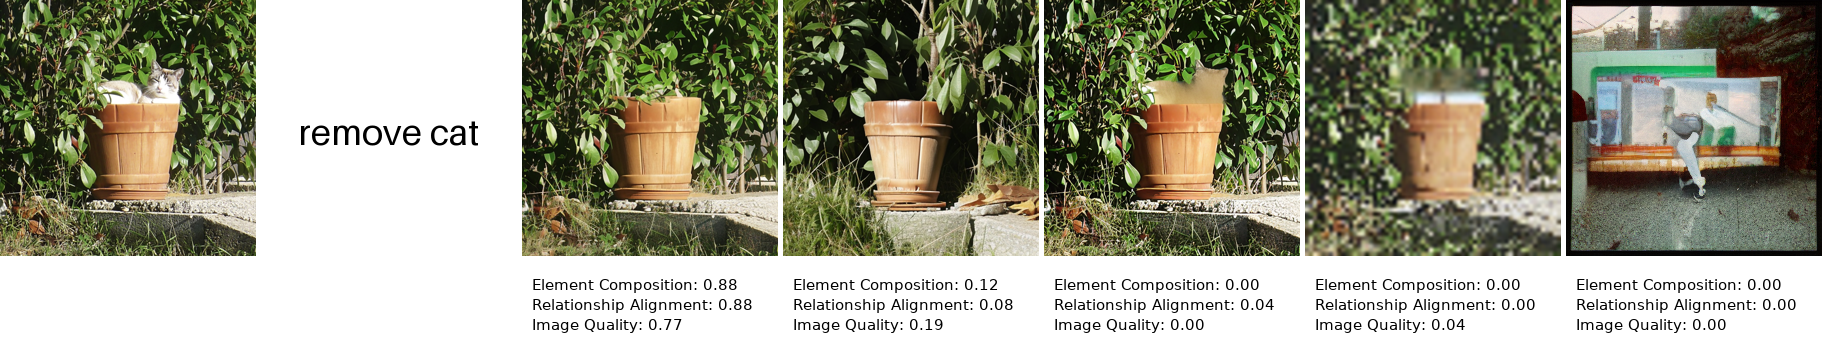 remove cat
Element Composition: 0.88
Relationship Alignment: 0.88
Image Quality: 0.77
Element Composition: 0.12
Relationship Alignment: 0.08
Image Quality: 0.19
Element Composition: 0.00
Relationship Alignment: 0.04
Image Quality: 0.00
Element Composition: 0.00
Relationship Alignment: 0.00
Image Quality: 0.04
Element Composition: 0.00
Relationship Alignment: 0.00
Image Quality: 0.00